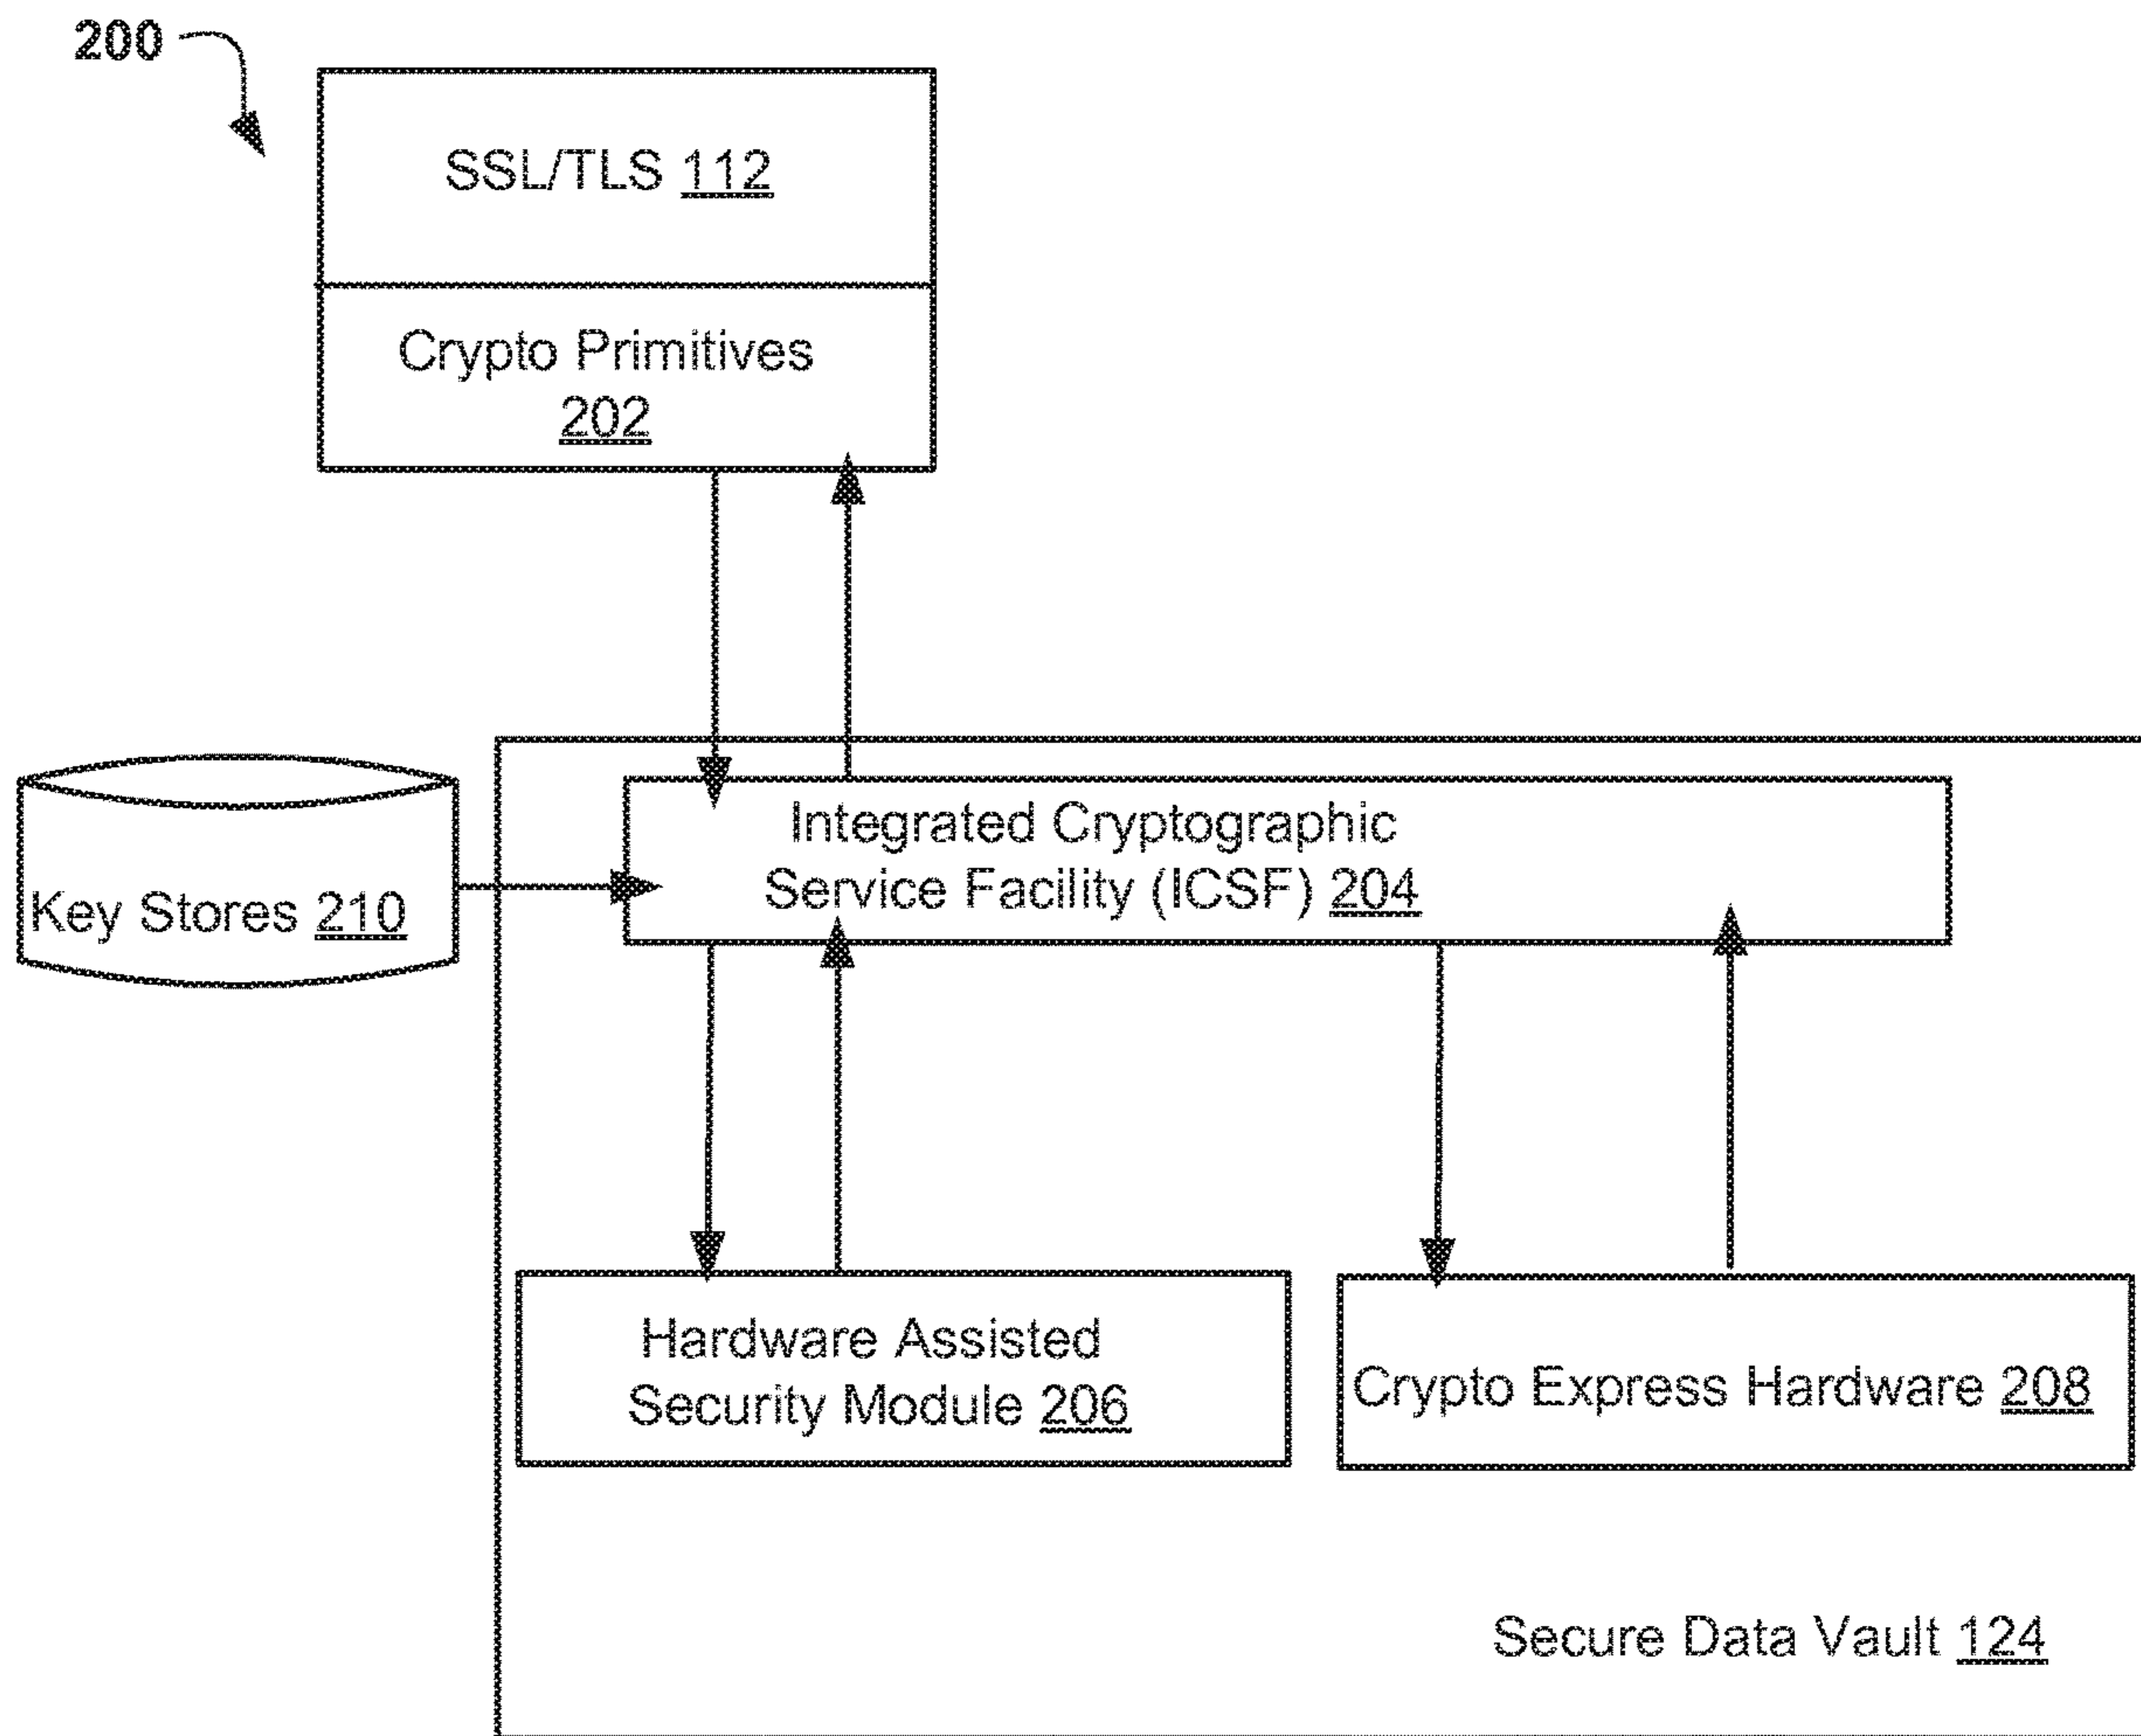 200
SSL/TLS 112
Crypto Primitives
202
Integrated Cryptographic
Service Facility (ICSF) 204
Key Stores 210
Hardware Assisted
Security Module 206
Crypto Express Hardware 208
Secure Data Vault 124